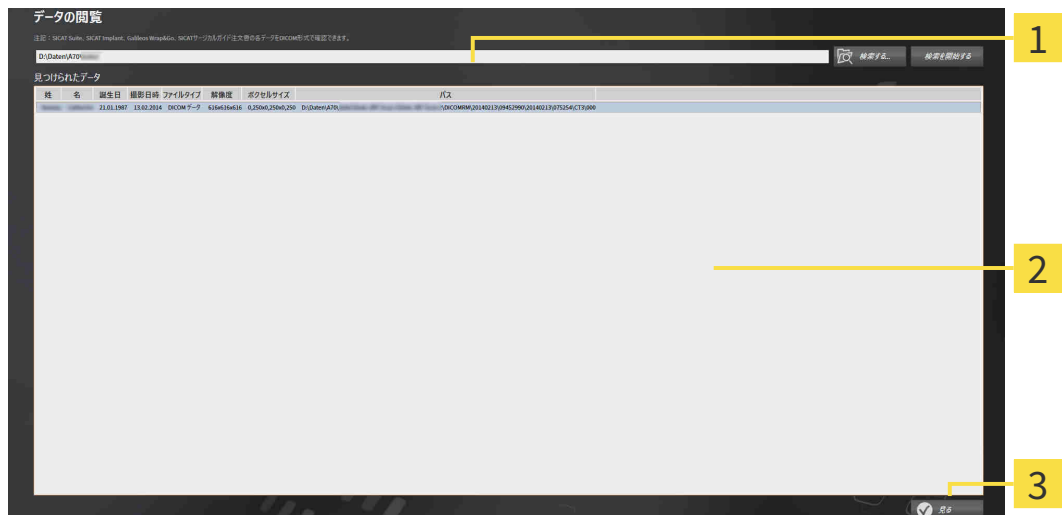 データの閲覧
注記：SICAT Suite、SICAT Implant、Galileos Wrap&Go、SICATサージカルガイド注文巻の各データをDICOM形式で確認できます。
D:\Daten\A70\
検索する...
検索を開始する
1
見つけられたデータ
姓 名 誕生日 撮影日時 ファイルタイプ 解像度 ボクセルサイズ パス
21.01.1987 13.02.2014 DICOM データ 616x616x616 0,250x0,250x0,250 D:\Daten\A70\ \DICOMRM\20140213\09452990\20140213\075254\CT3\000
2
見る
3